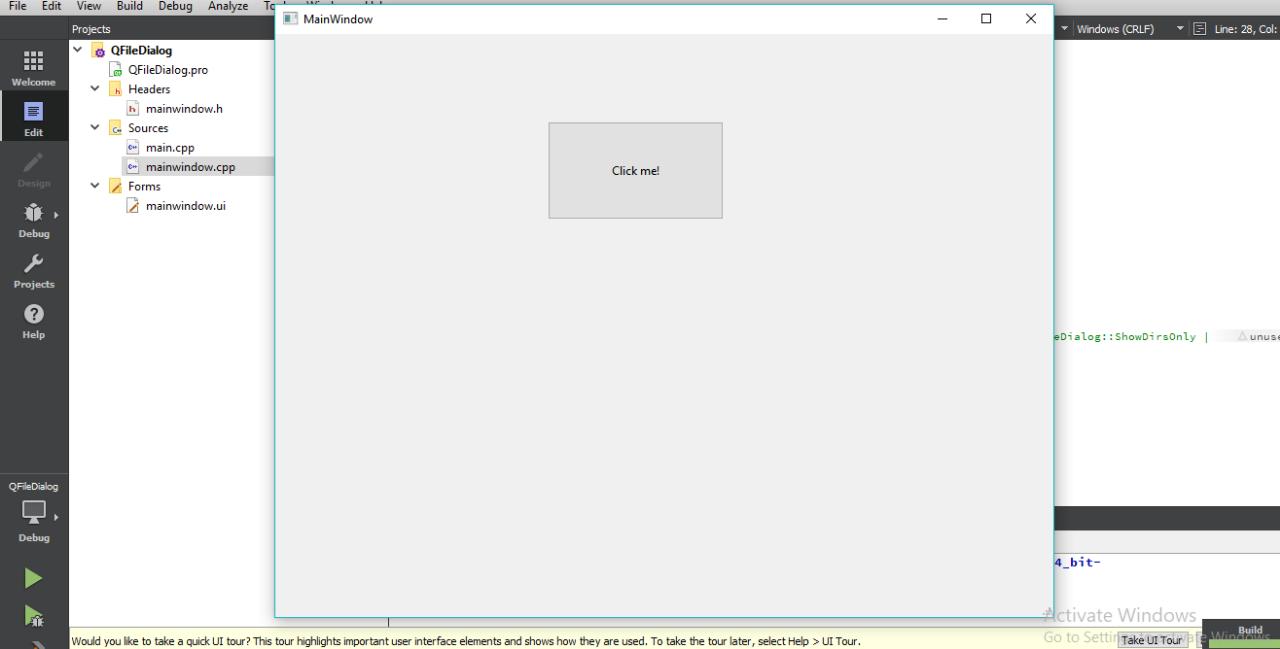 File Edit View Build Debug Analyze
MainWindow
Projects
Windows (CRLF)
Line: 28, Col:
QFileDialog
QFileDialog.pro
Headers
mainwindow.h
Sources
main.cpp
mainwindow.cpp
Forms
mainwindow.ui
Welcome
Edit
Design
Debug
Projects
Help
Click me!
eDialog::ShowDirsOnly |
unuse
QFileDialog
Debug
4_bit-
Would you like to take a quick UI tour? This tour highlights important user interface elements and shows how they are used. To take the tour later, select Help > UI Tour.
Take UI Tour
Build
Activate Windows
Go to Settin
Windows